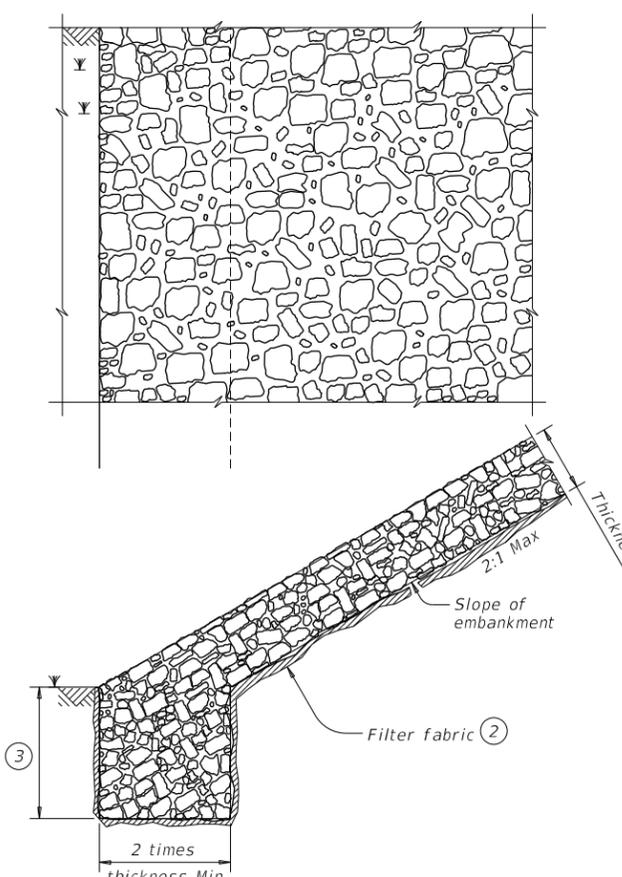 2:1 Max
Slope of
embankment
Filter fabric 2
3
2 times
thickness Min